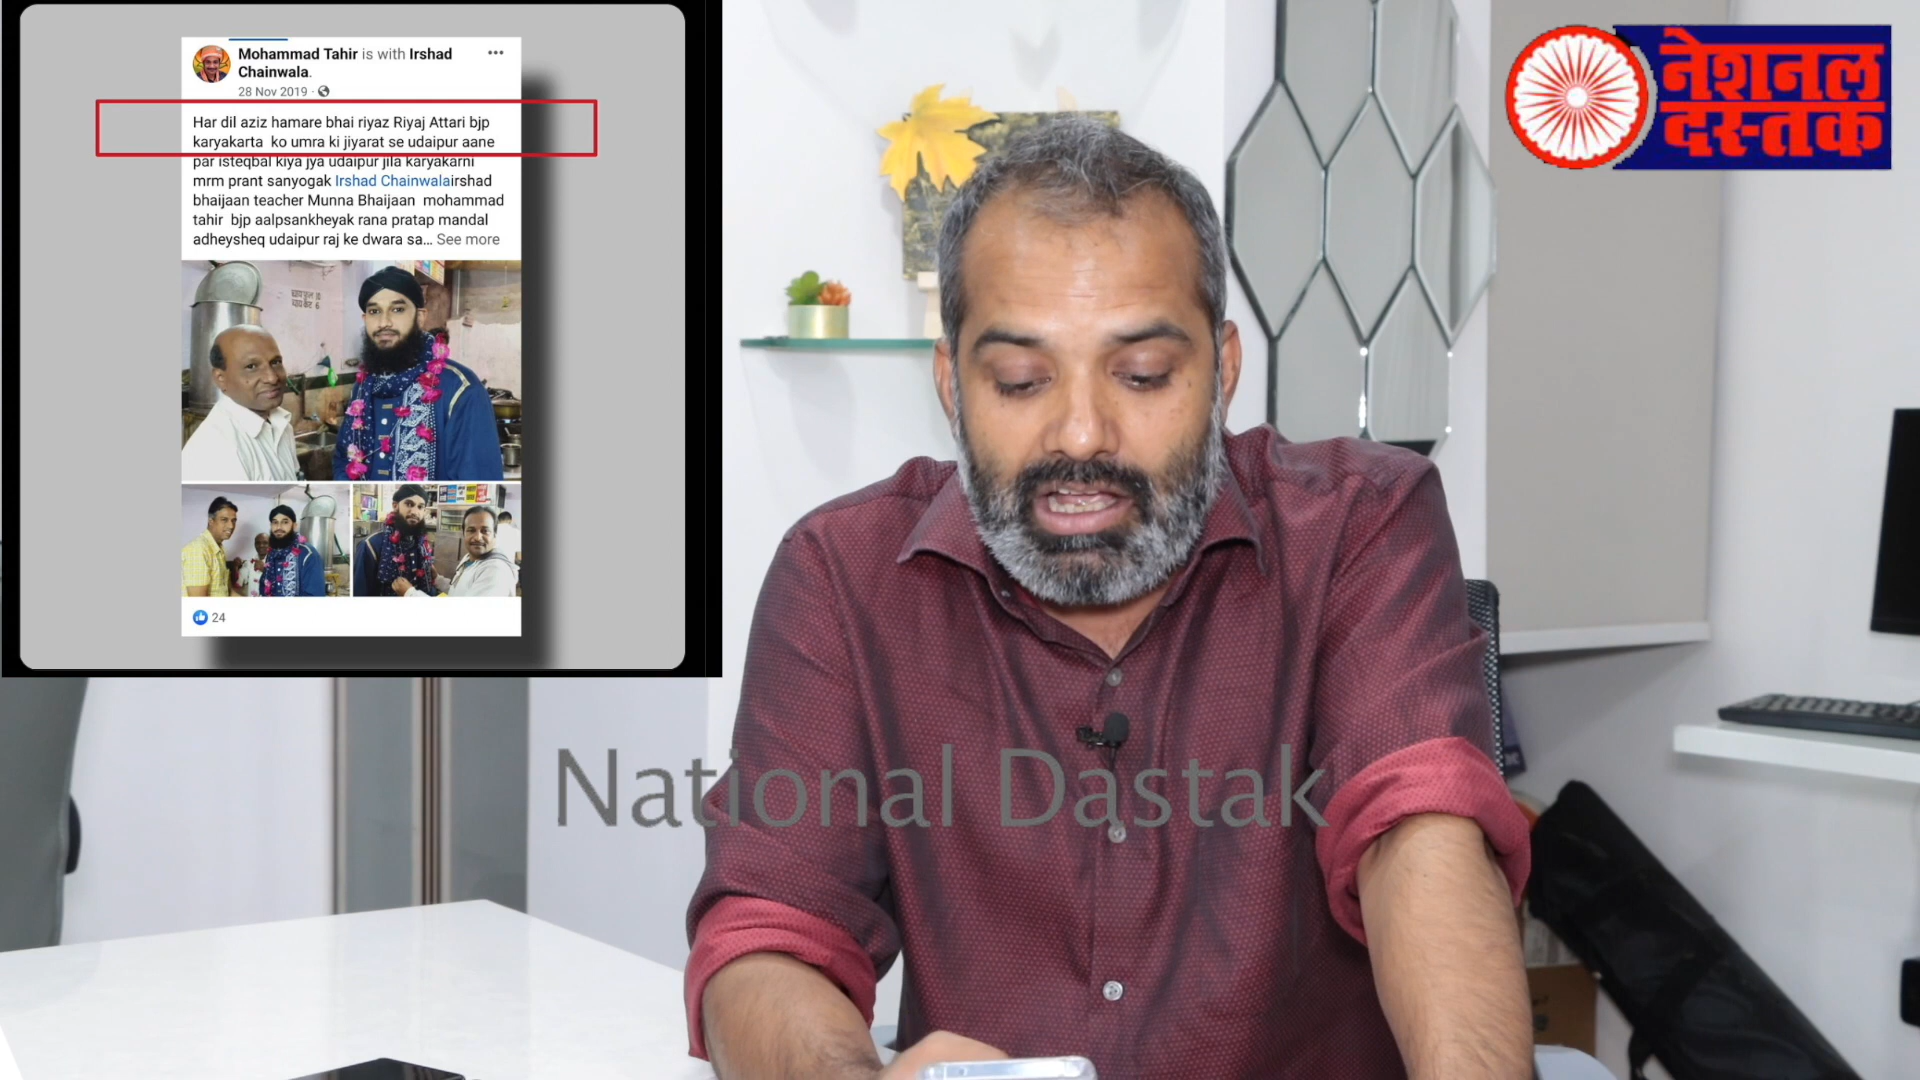 Mohammad Tahir is with Irshad
Chainwala.
28 Nov 2019 ·
Har dil aziz hamare bhai riyaz Riyaj Attari bjp
karyakarta ko umra ki jiyarat se udaipur aane
par isteqbal kiya jya udaipur jila karyakarni
mrm prant sanyogak Irshad Chainwalairshad
bhaijaan teacher Munna Bhaijaan mohammad
tahir bjp aalpsankheyak rana pratap mandal
adheysheq udaipur raj ke dwara sa... See more
24
नेशनल
दस्तक
National Dastak